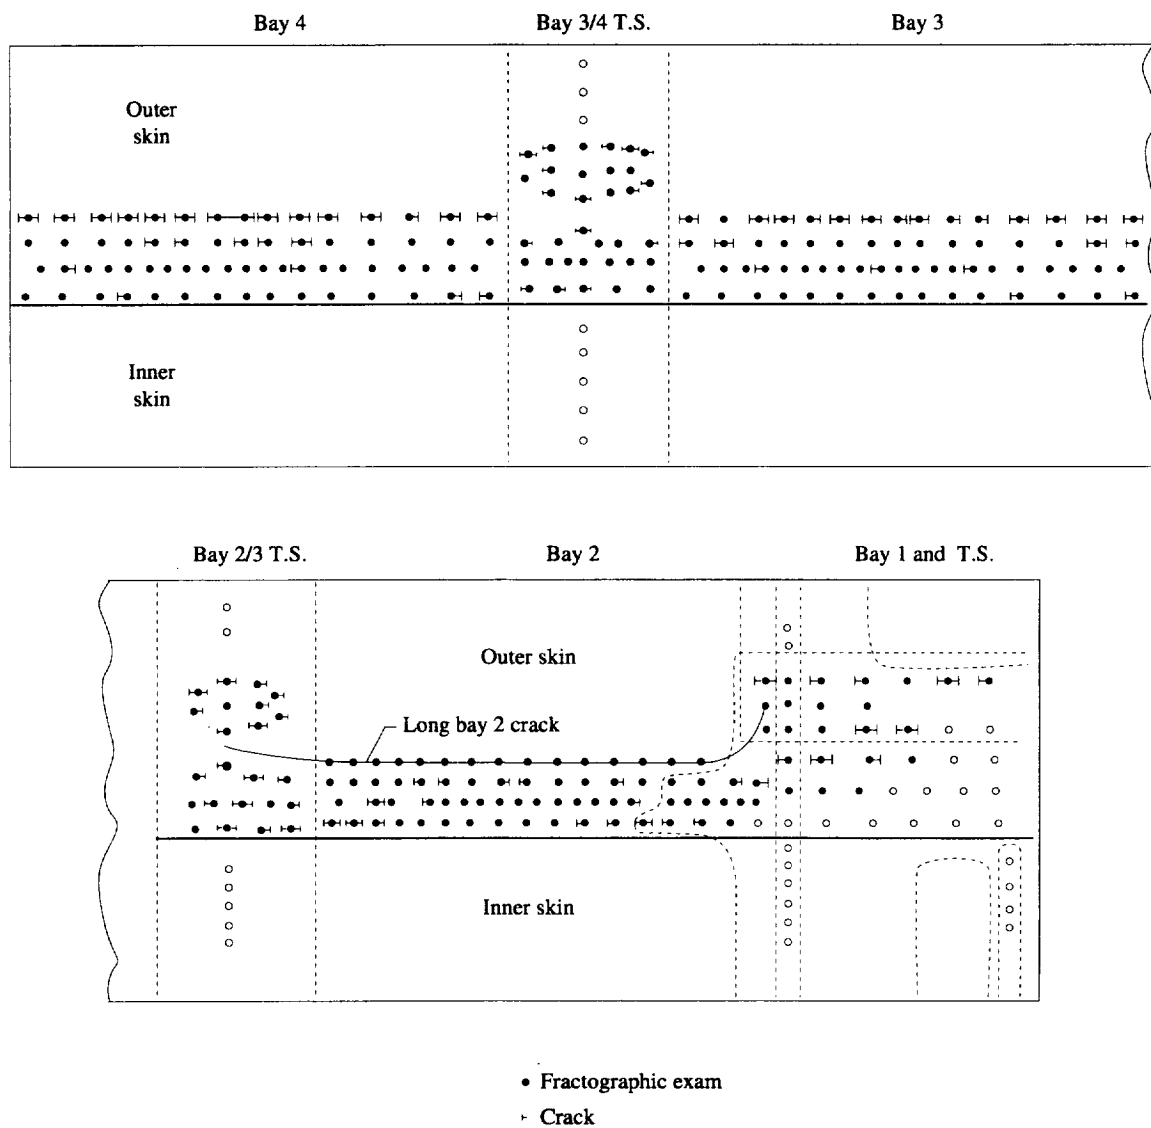 Bay 4
Bay 3/4 T.S.
Bay 3
Outer
skin
Inner
skin
Bay 2/3 T.S.
Bay 2
Bay 1 and T.S.
Outer skin
Long bay 2 crack
Inner skin
Fractographic exam
Crack